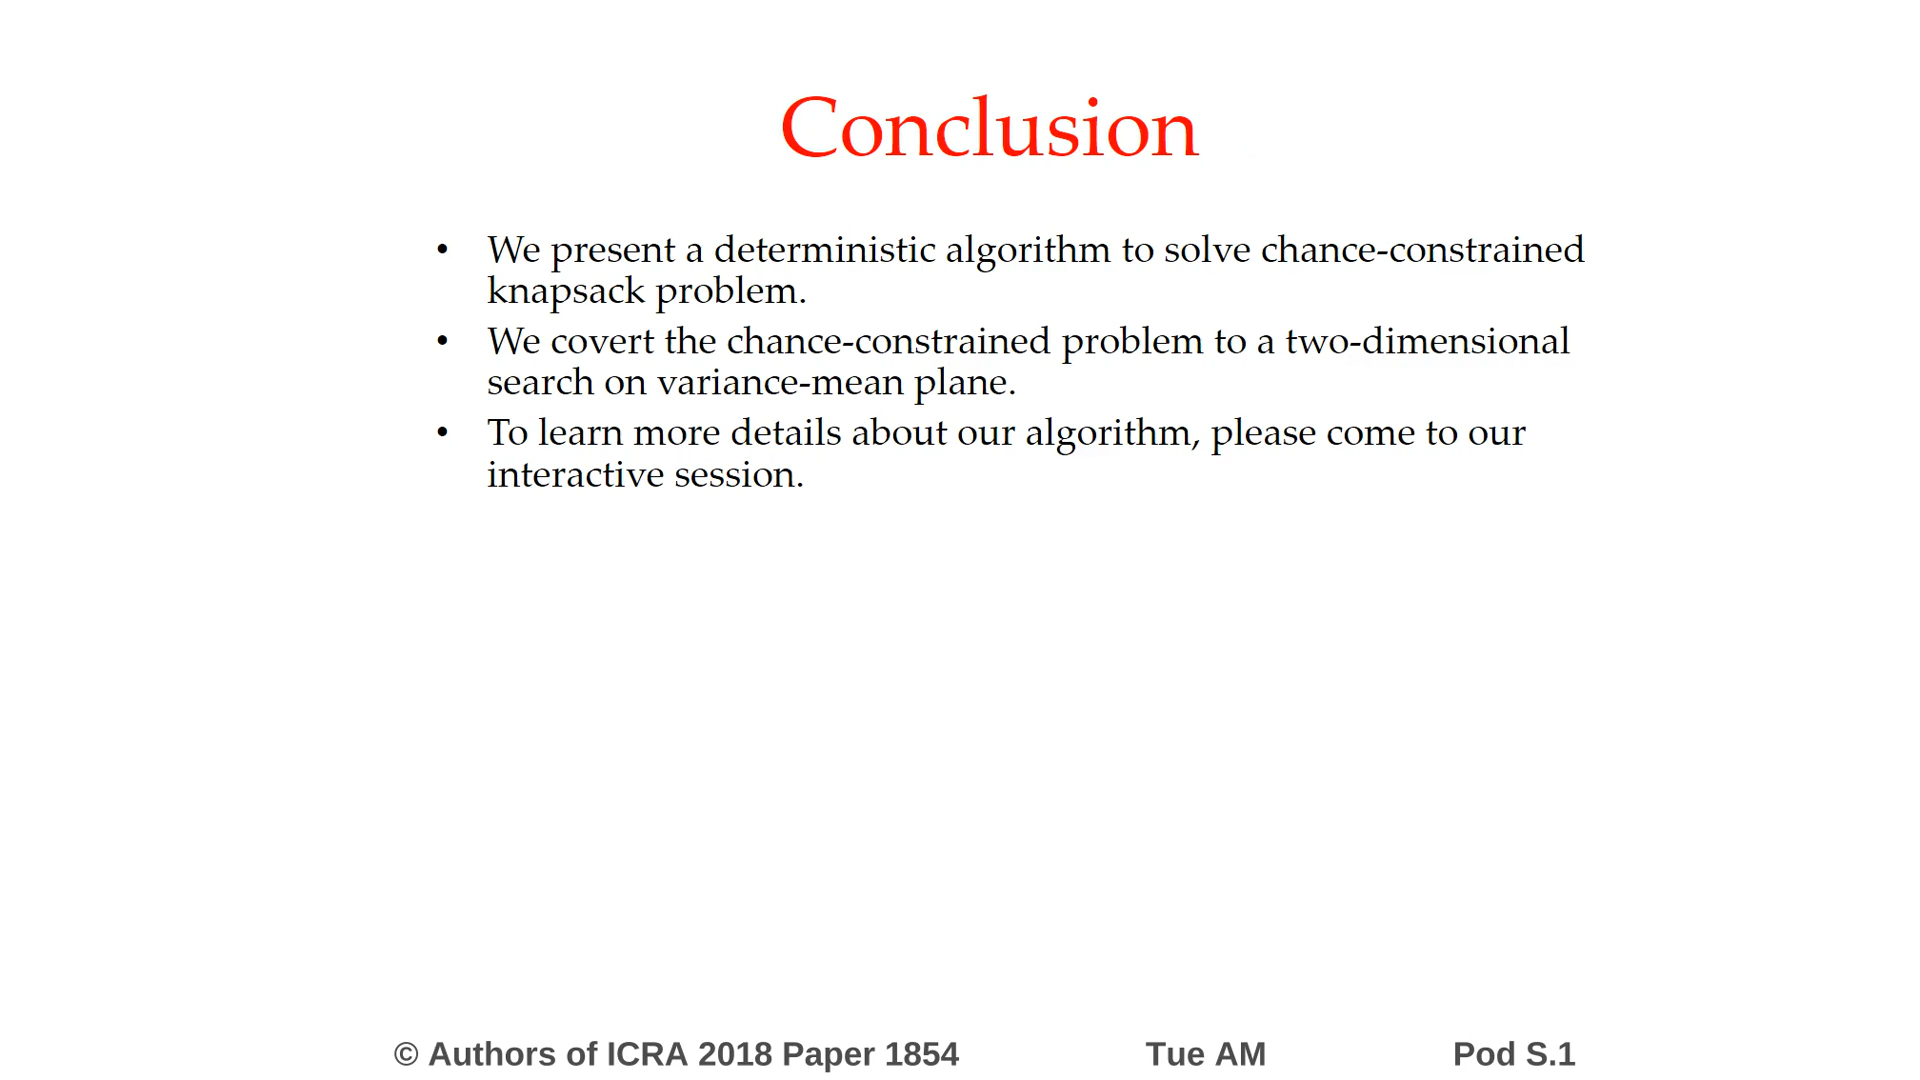 Conclusion
• We present a deterministic algorithm to solve chance-constrained
knapsack problem.
• We covert the chance-constrained problem to a two-dimensional
search on variance-mean plane.
• To learn more details about our algorithm, please come to our
interactive session.
© Authors of ICRA 2018 Paper 1854 Tue AM Pod S.1